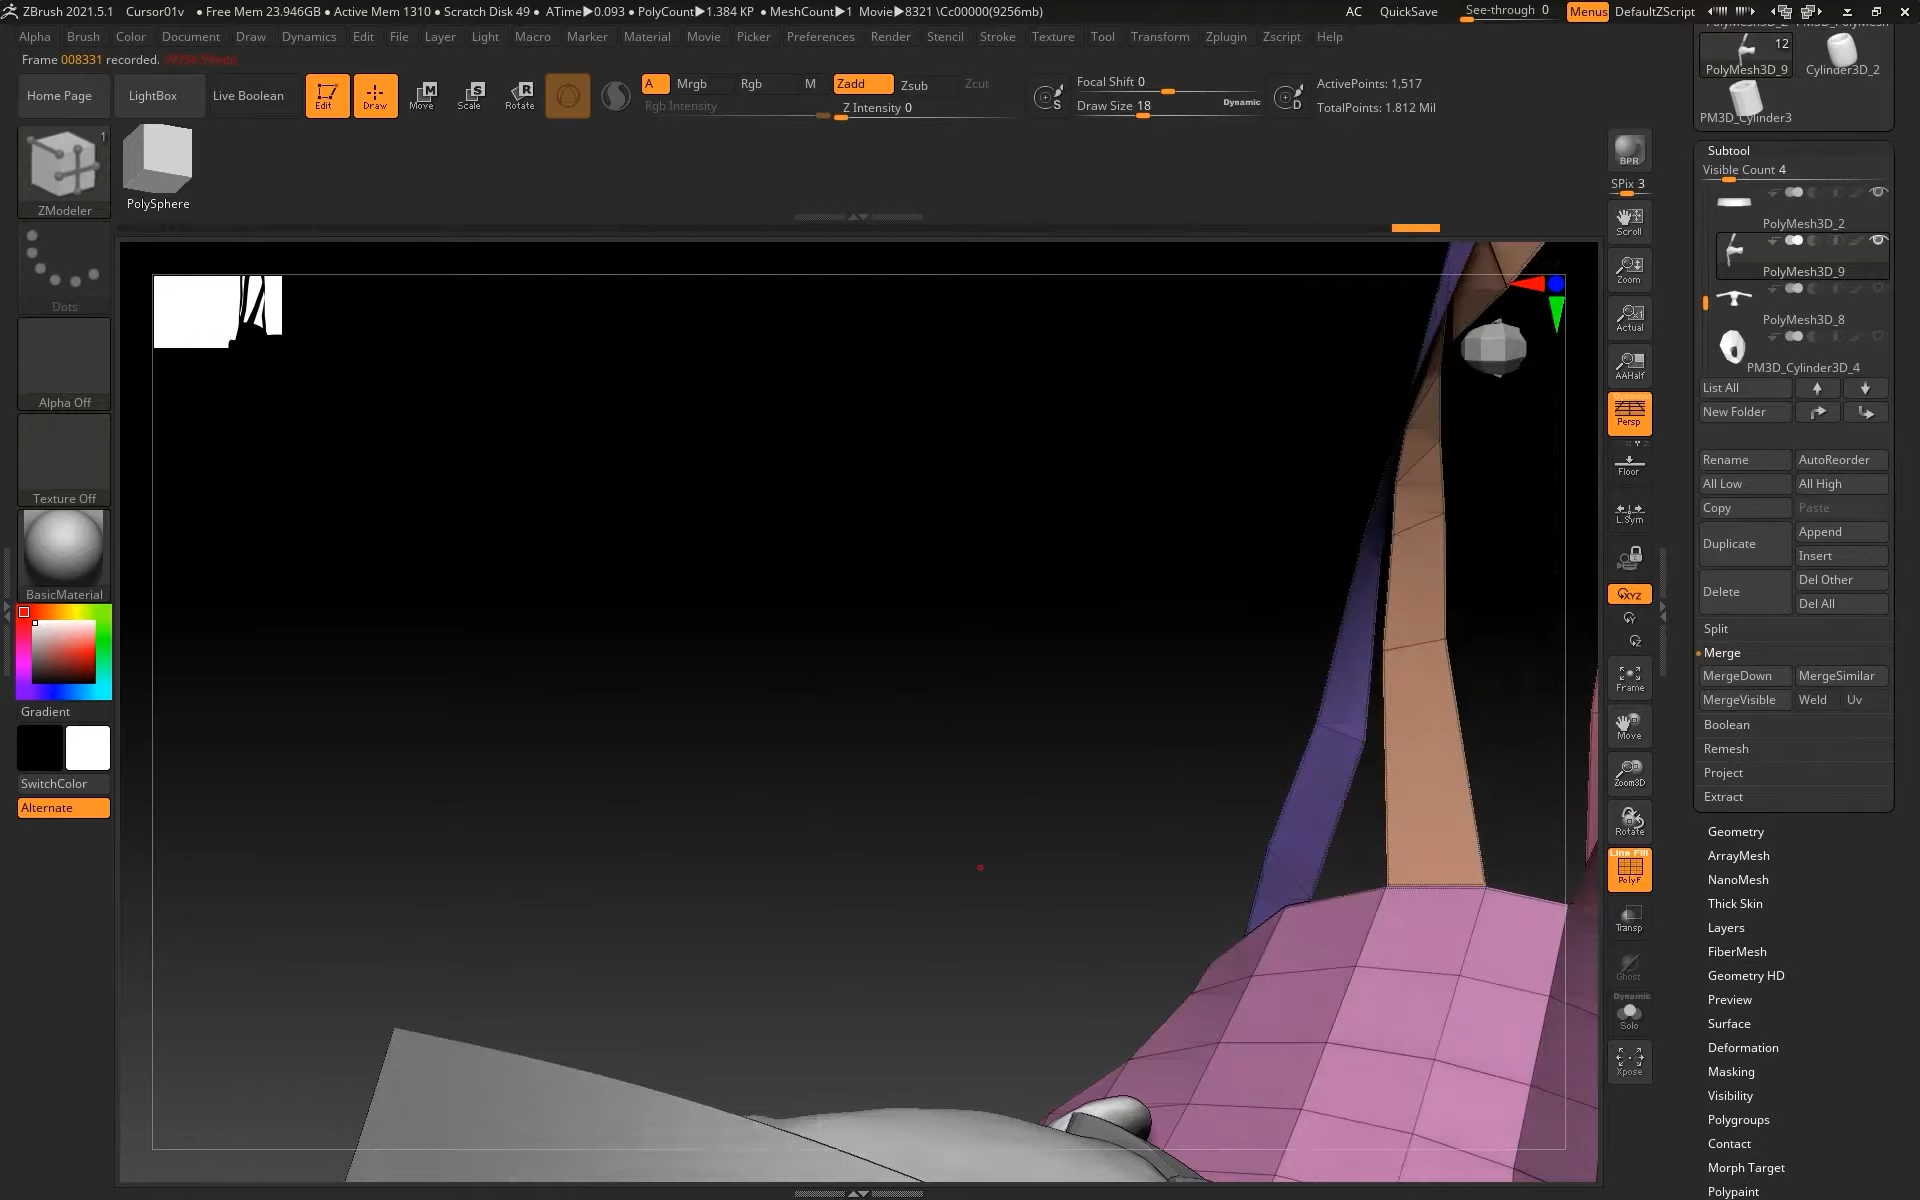 ZBrush 2021.5.1 Cursor01v • Free Mem 23.946GB • Active Mem 1310 • Scratch Disk 49 • ATime▶0.093 • PolyCount▶1.384 KP • MeshCount▶1 Movie▶8321 \Cc00000(9256mb) AC QuickSave See-through 0 Menus DefaultZScript
Alpha Brush Color Document Draw Dynamics Edit File Layer Light Macro Marker Material Movie Picker Preferences Render Stencil Stroke Texture Tool Transform Zplugin Zscript Help
Frame 008331 recorded.
Home Page LightBox Live Boolean Edit Draw Move Scale Rotate
A Mrgb Rgb M Zadd Zsub Zcut
Rgb Intensity Z Intensity 0
Focal Shift 0
Draw Size 18 Dynamic
S
D
ActivePoints: 1,517
TotalPoints: 1.812 Mil
1
ZModeler
PolySphere
Dots
Alpha Off
Texture Off
BasicMaterial
Gradient
SwitchColor
Alternate
BPR
SPix 3
Scroll
Zoom
Actual
AAHalf
Dynamic
Persp
Floor
L.Sym
XYZ
Y
Z
Frame
Move
Zoom3D
Rotate
Line Fill
PolyF
Transp
Ghost
Dynamic
Solo
Xpose
12
PolyMesh3D_9 Cylinder3D_2
PM3D_Cylinder3
Subtool
Visible Count 4
PolyMesh3D_2
PolyMesh3D_9
PolyMesh3D_8
PM3D_Cylinder3D_4
List All
New Folder
Rename AutoReorder
All Low All High
Copy Paste
Duplicate Append
Insert
Delete Del Other
Del All
Split
Merge
MergeDown MergeSimilar
MergeVisible Weld Uv
Boolean
Remesh
Project
Extract
Geometry
ArrayMesh
NanoMesh
Thick Skin
Layers
FiberMesh
Geometry HD
Preview
Surface
Deformation
Masking
Visibility
Polygroups
Contact
Morph Target
Polypaint